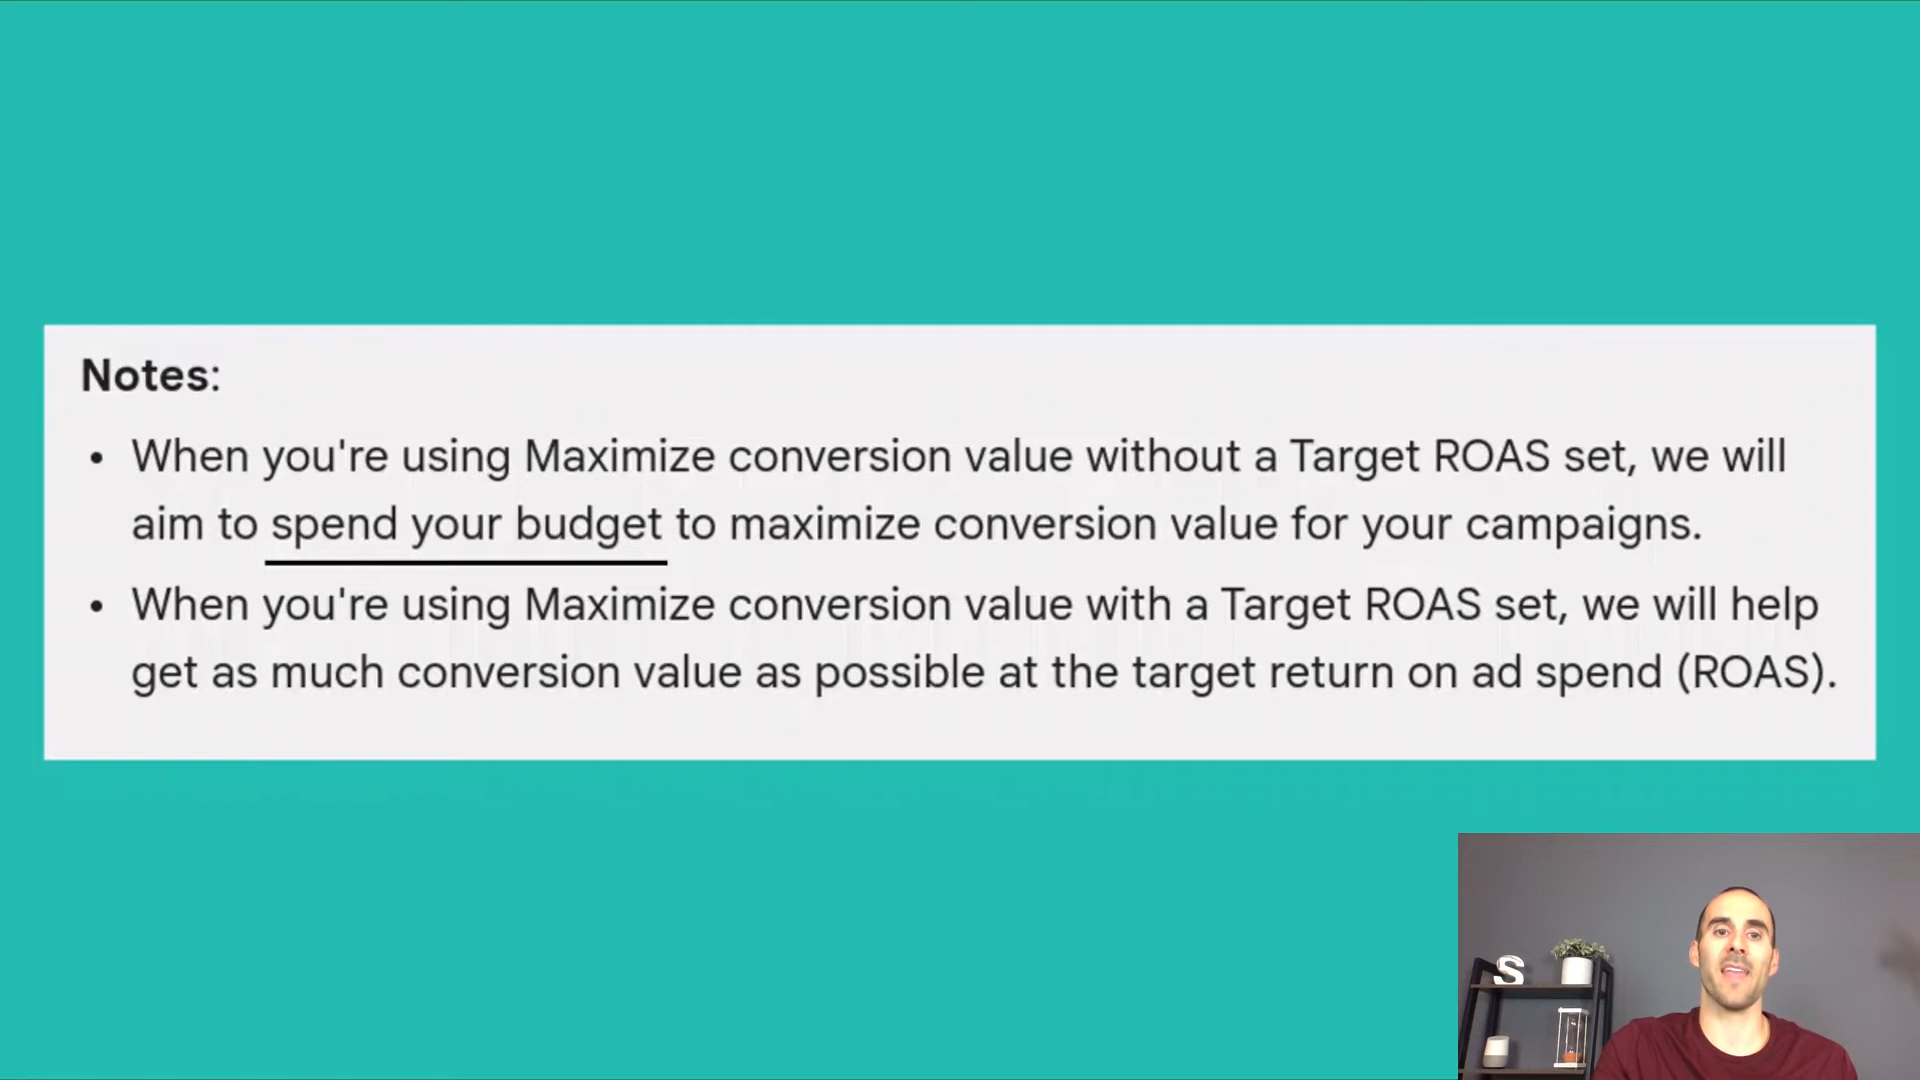 Notes:
• When you're using Maximize conversion value without a Target ROAS set, we will
aim to spend your budget to maximize conversion value for your campaigns.
• When you're using Maximize conversion value with a Target ROAS set, we will help
get as much conversion value as possible at the target return on ad spend (ROAS).
S